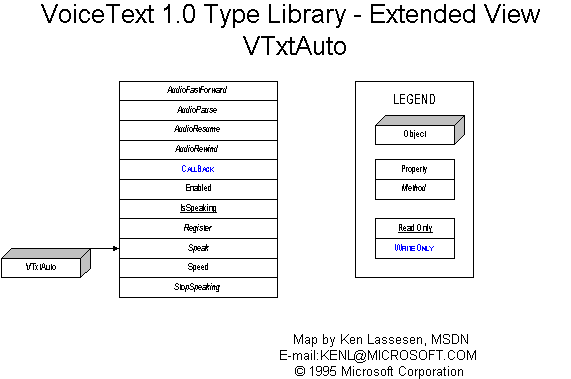 VoiceText 1.0 Type Library - Extended View
VTxtAuto
AudioFastForward
AudioPause
AudioResume
AudioRewind
CALLBACK
Enabled
IsSpeaking
Register
Speak
Speed
StopSpeaking
VTxtAuto
LEGEND
Object
Property
Method
Read Only
WRITE ONLY
Map by Ken Lassesen, MSDN
E-mail:KENL@MICROSOFT.COM
© 1995 Microsoft Corporation